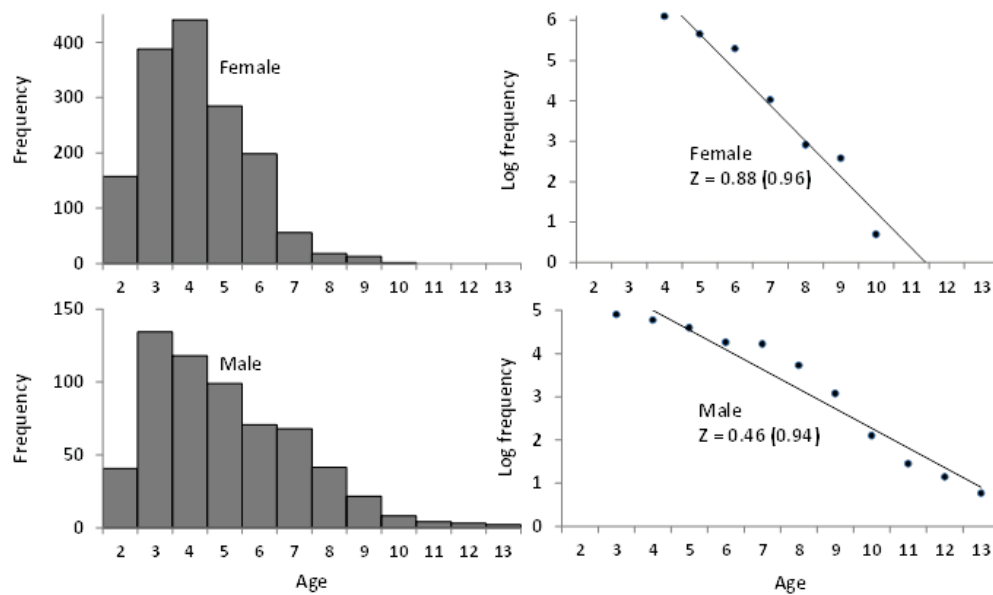 Frequency
400
300
200
100
0
Female
2 3 4 5 6 7 8 9 10 11 12 13
Log frequency
6
5
4
3
2
1
0
Female
Z = 0.88 (0.96)
2 3 4 5 6 7 8 9 10 11 12 13
Frequency
150
100
50
0
Male
2 3 4 5 6 7 8 9 10 11 12 13
Age
Log frequency
5
4
3
2
1
0
Male
Z = 0.46 (0.94)
2 3 4 5 6 7 8 9 10 11 12 13
Age